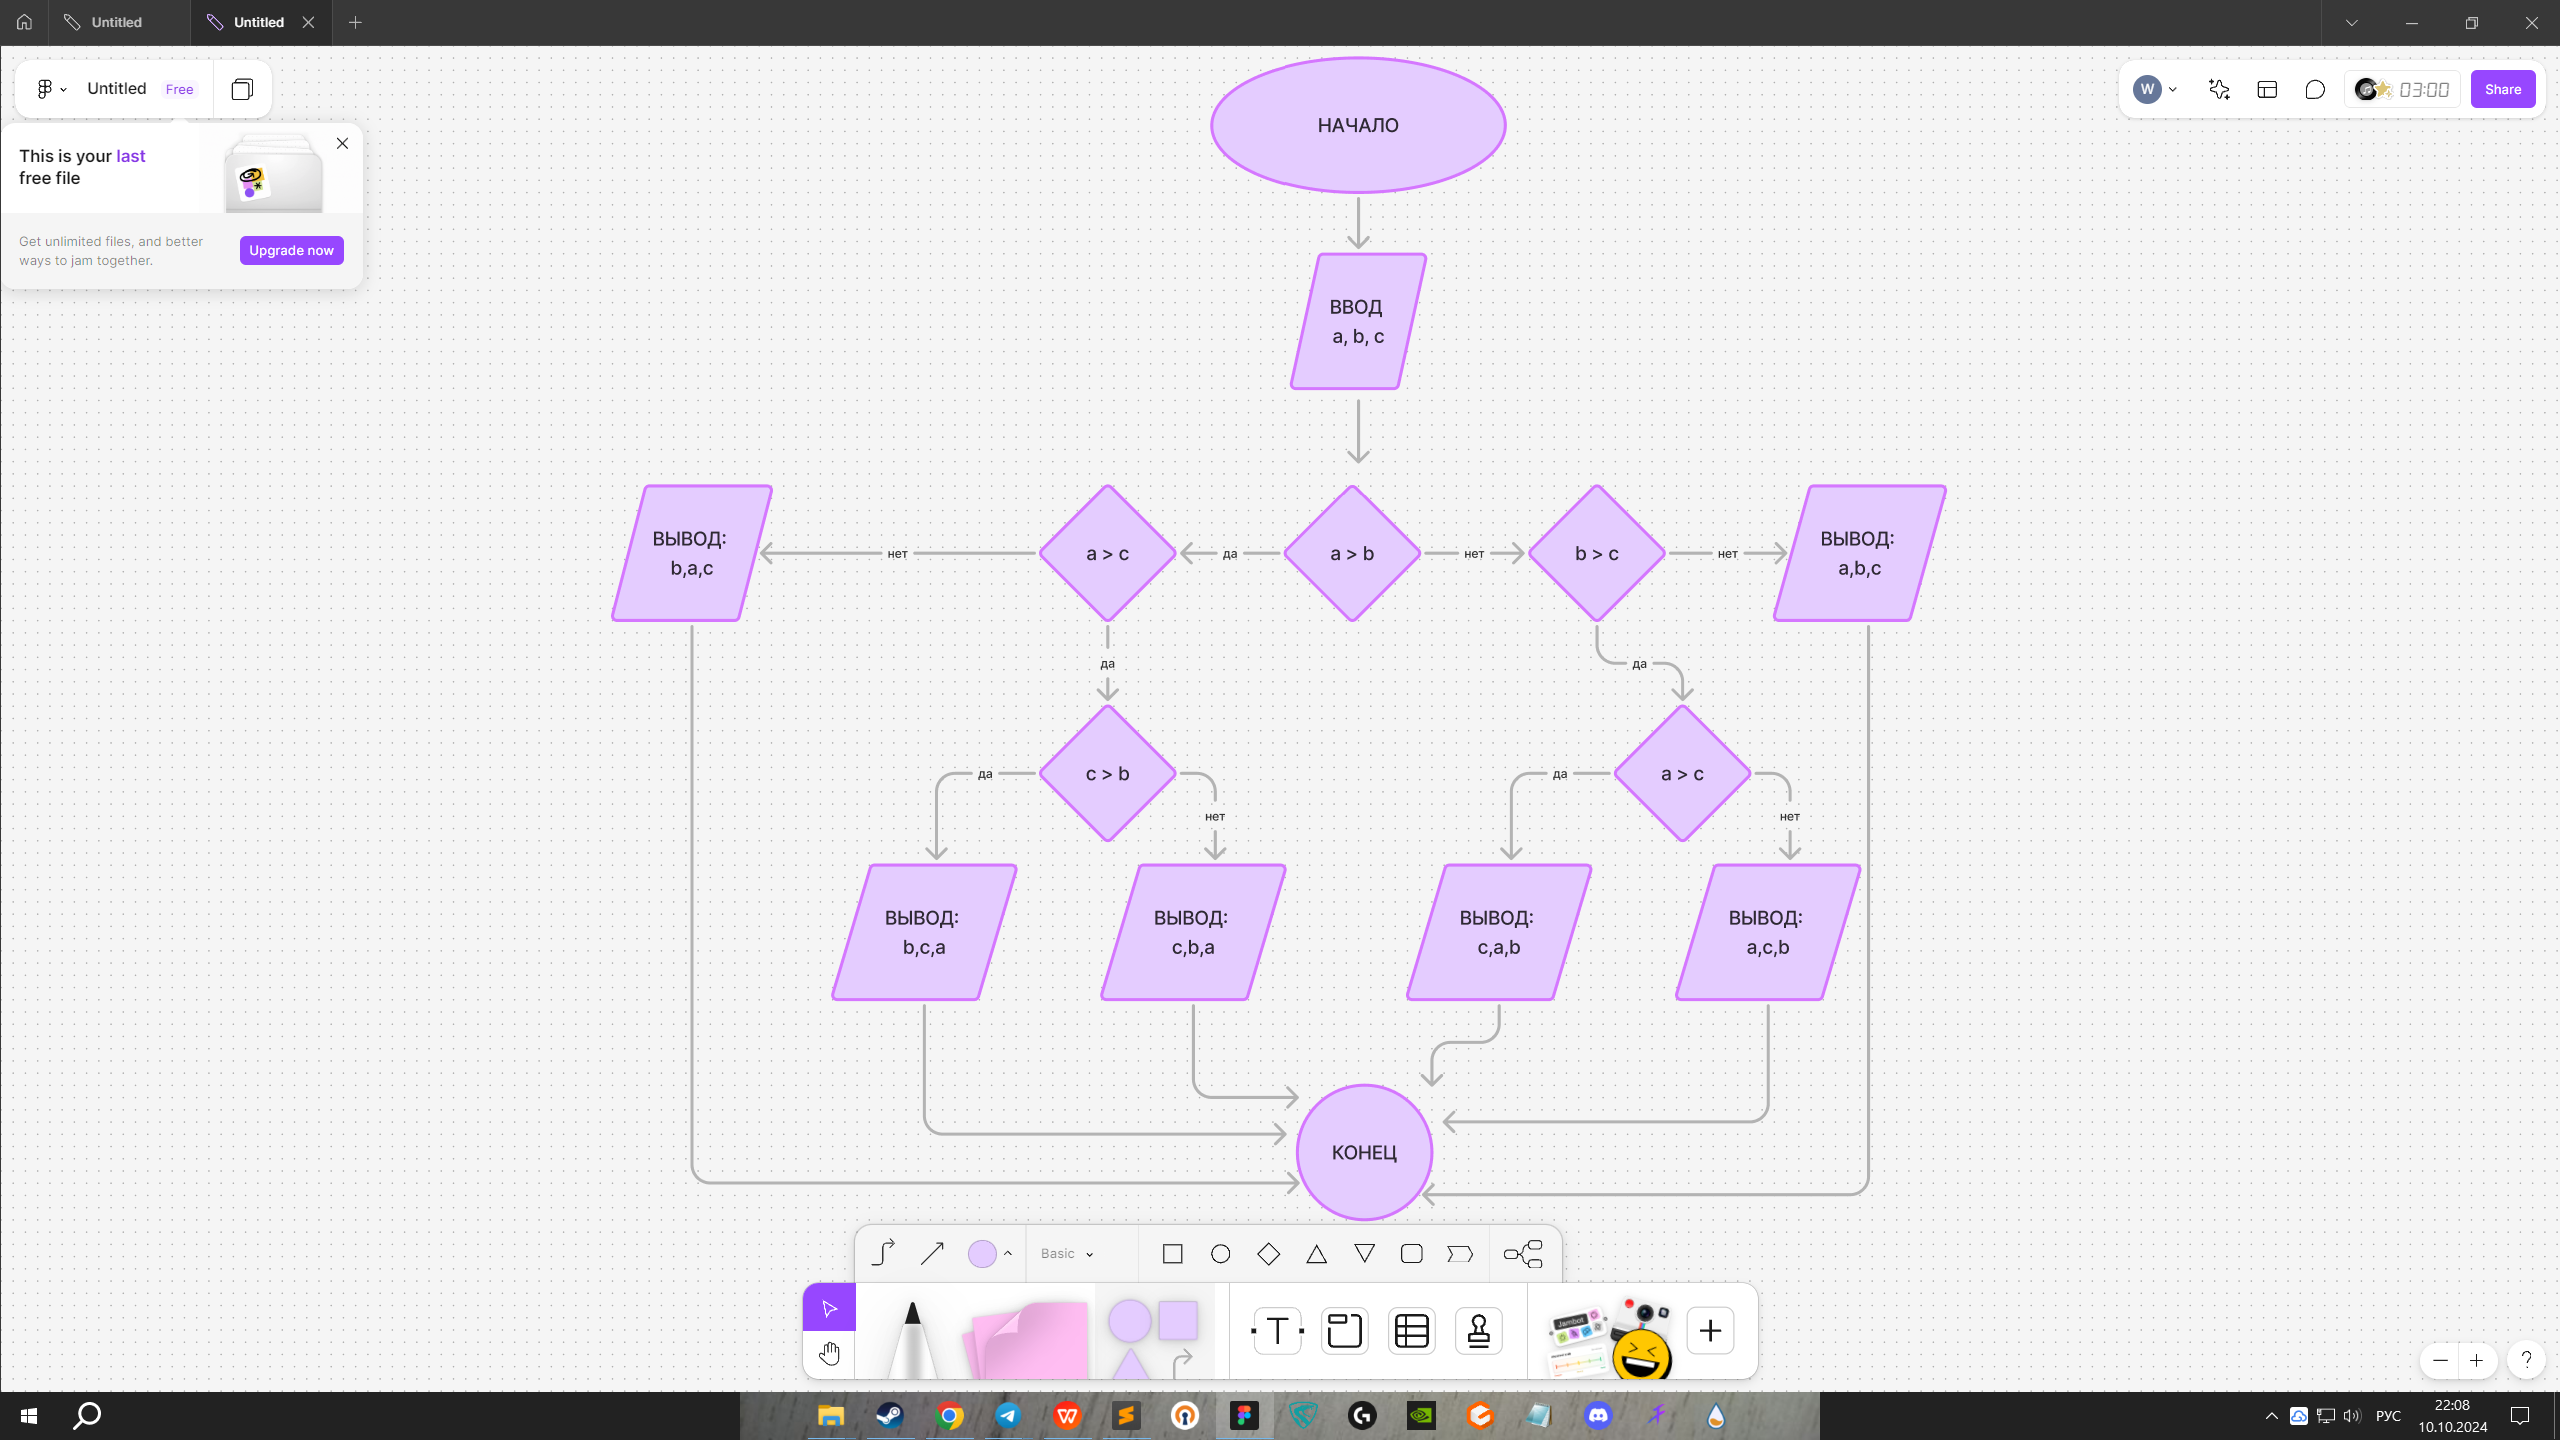 Untitled
Untitled
Untitled
Free
W
03:00
Share
This is your last
free file
Get unlimited files, and better
ways to jam together.
Upgrade now
НАЧАЛО
ВВОД
a, b, c
ВЫВОД:
b,a,c
нет
a > c
да
a > b
нет
b > c
нет
ВЫВОД:
a,b,c
да
да
да
c > b
нет
да
a > c
нет
ВЫВОД:
b,c,a
ВЫВОД:
c,b,a
ВЫВОД:
c,a,b
ВЫВОД:
a,c,b
КОНЕЦ
Basic
T
Jambot
?
РУС
22:08
10.10.2024